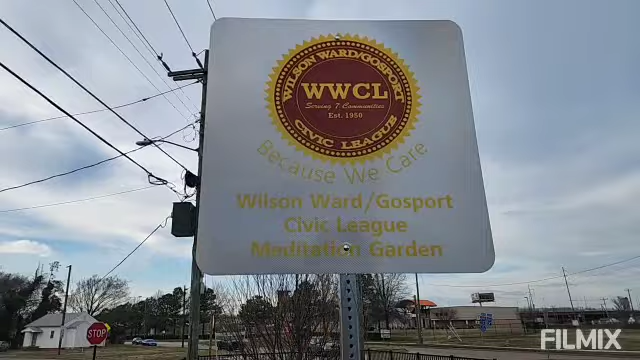 WILSON WARD/GOSPORT
WWCL
Serving 7 Communities
Est. 1950
CIVIC LEAGUE
Because We Care
Wilson Ward/Gosport
Civic League
Meditation Garden
STOP
FILMIX